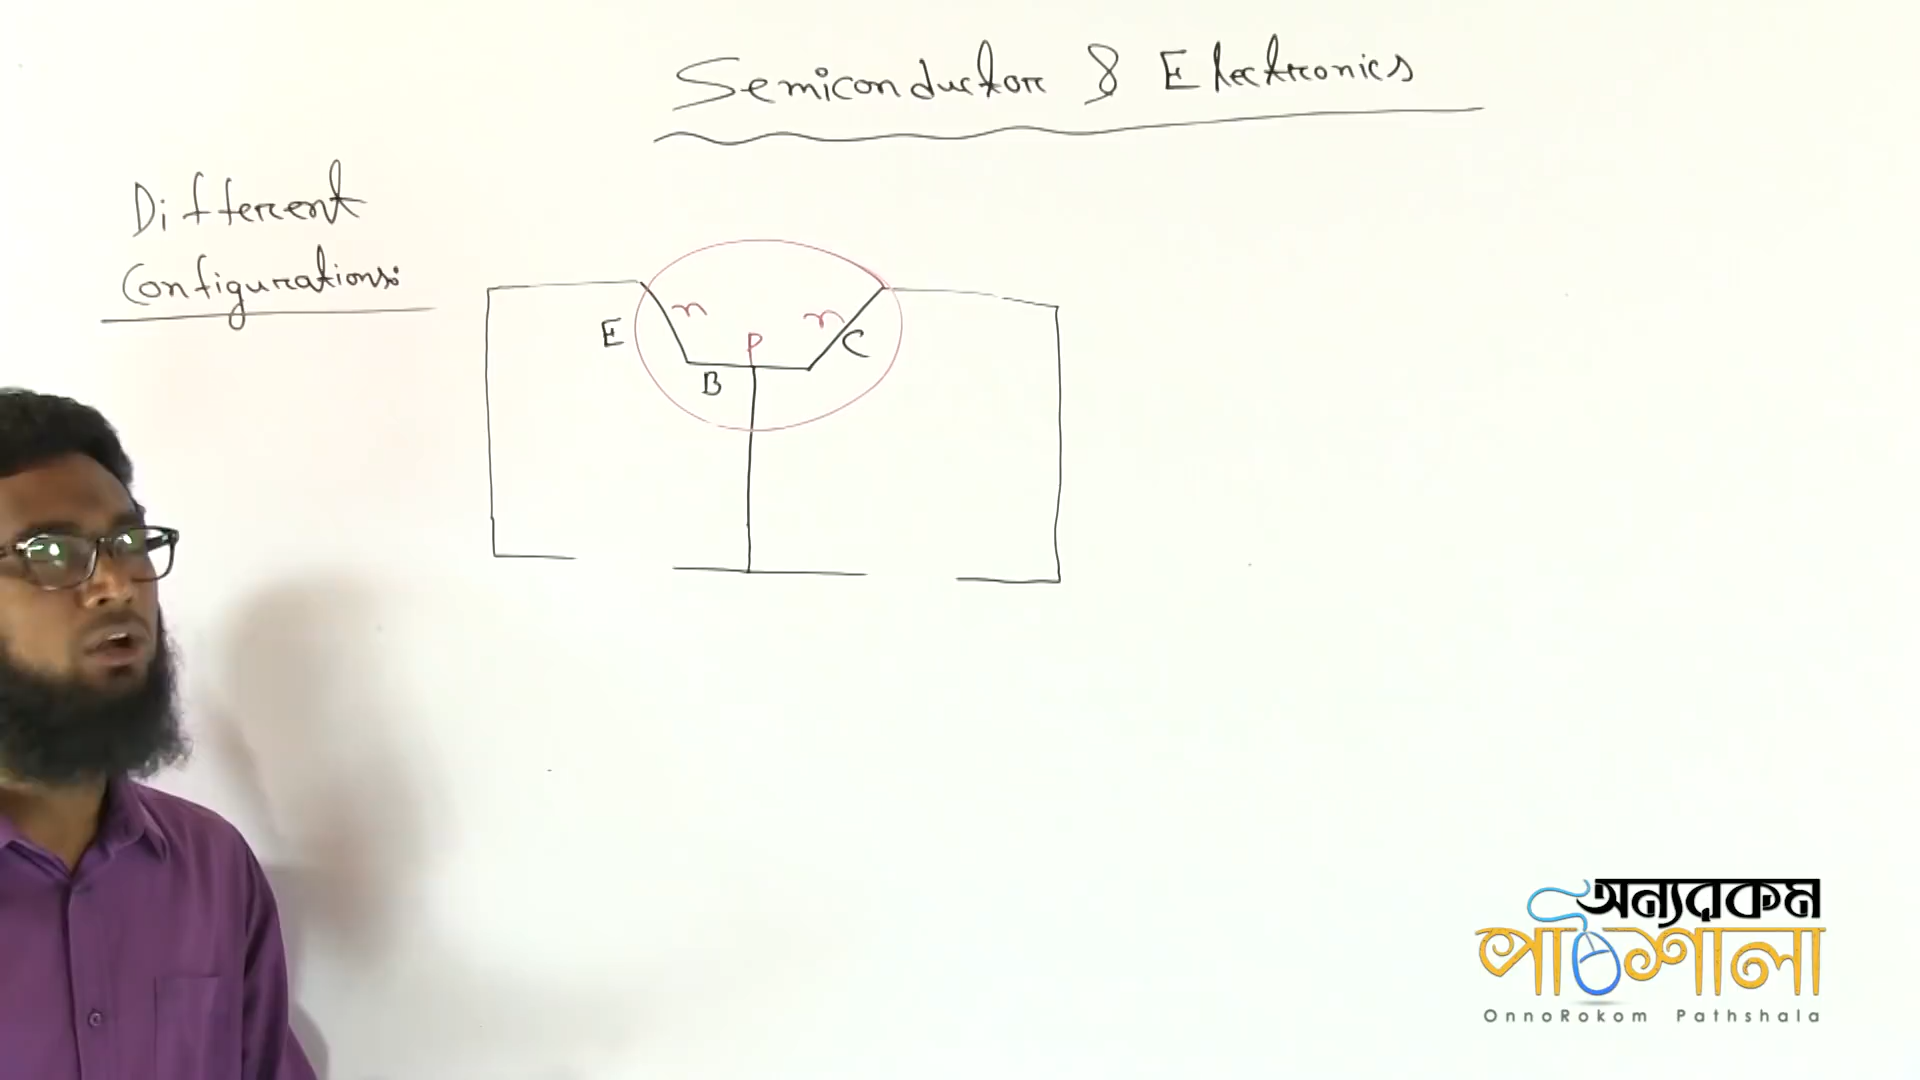 Semiconductor & Electronics
Different
Configurations:
n
n
E
P
C
B
অন্যরকম
পাঠশালা
OnnoRokom Pathshala